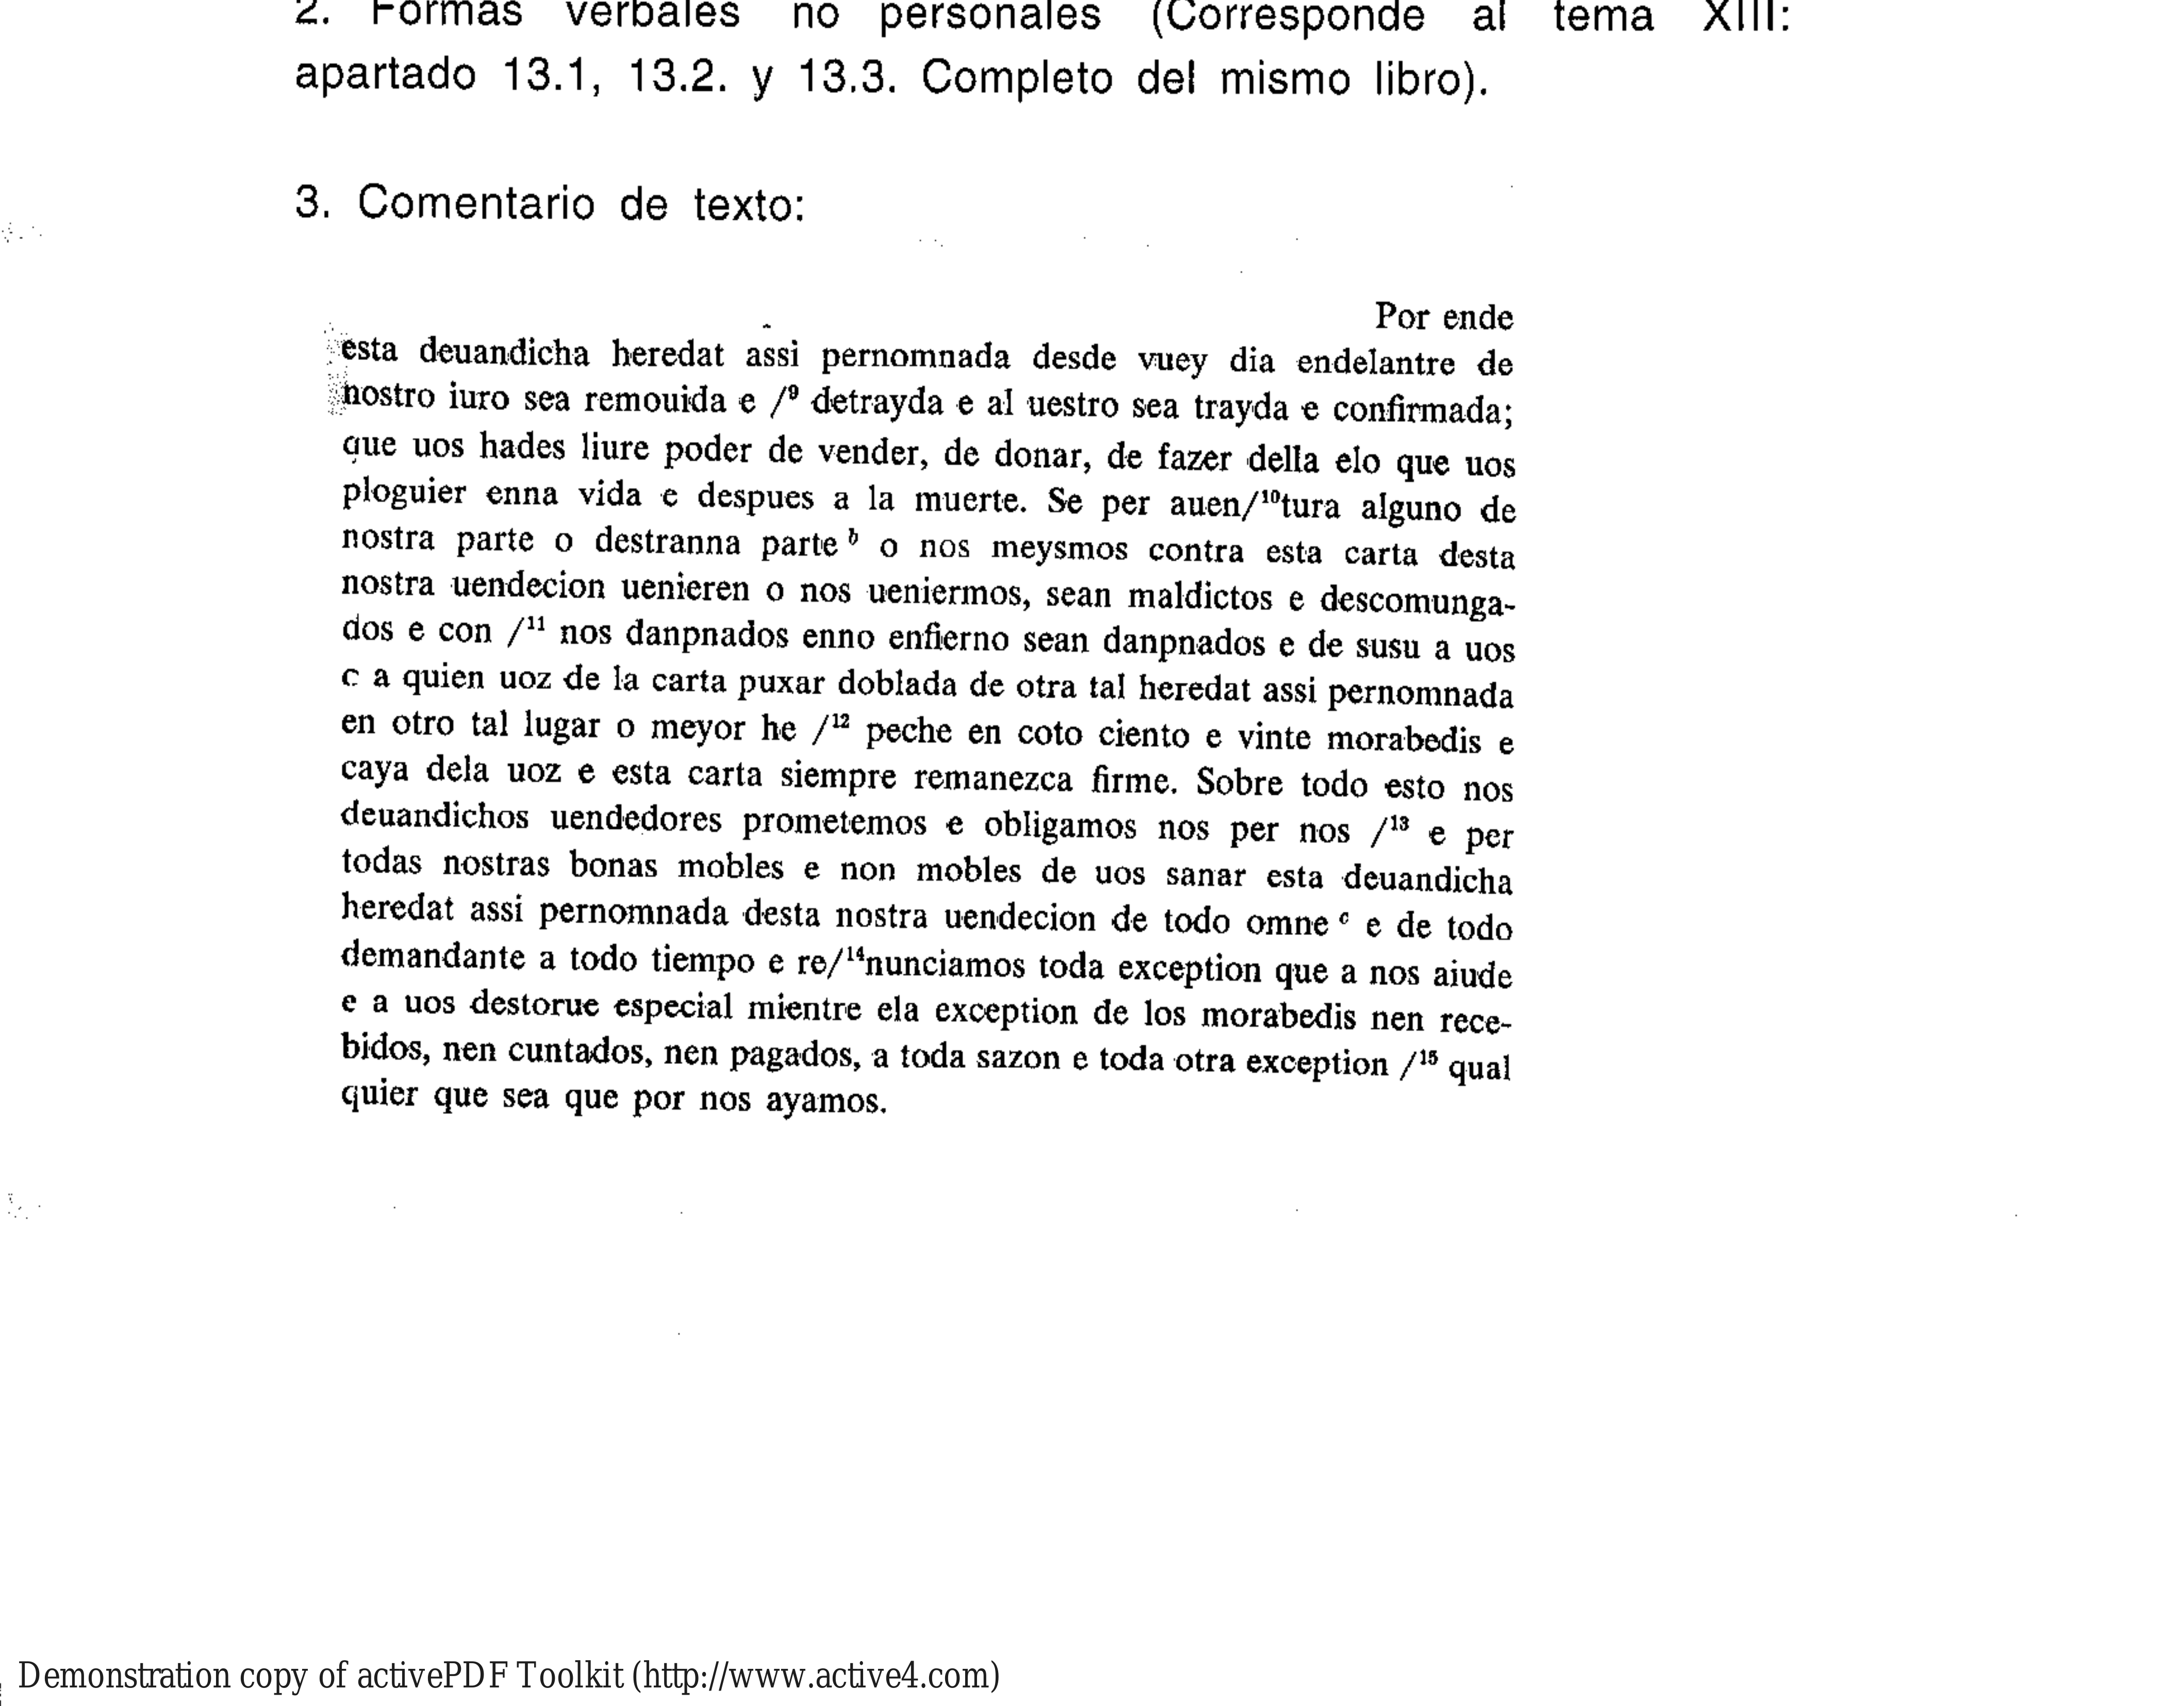 2. Formas verbales no personales (Corresponde al tema XIII:
apartado 13.1, 13.2. y 13.3. Completo del mismo libro).
3. Comentario de texto:
Por ende
esta deuandicha heredat assi pernomnada desde vuey dia endelantre de
nostro iuro sea remouida e /⁹ detrayda e al uestro sea trayda e confirmada;
que uos hades liure poder de vender, de donar, de fazer della elo que uos
ploguier enna vida e despues a la muerte. Se per auen/¹⁰tura alguno de
nostra parte o destranna parte ᵇ o nos meysmos contra esta carta desta
nostra uendecion uenieren o nos ueniermos, sean maldictos e descomunga-
dos e con /¹¹ nos danpnados enno enfierno sean danpnados e de susu a uos
c a quien uoz de la carta puxar doblada de otra tal heredat assi pernomnada
en otro tal lugar o meyor he /¹² peche en coto ciento e vinte morabedis e
caya dela uoz e esta carta siempre remanezca firme. Sobre todo esto nos
deuandichos uendedores prometemos e obligamos nos per nos /¹³ e per
todas nostras bonas mobles e non mobles de uos sanar esta deuandicha
heredat assi pernomnada desta nostra uendecion de todo omne ᶜ e de todo
demandante a todo tiempo e re/¹⁴nunciamos toda exception que a nos aiude
e a uos destorue especial mientre ela exception de los morabedis nen rece-
bidos, nen cuntados, nen pagados, a toda sazon e toda otra exception /¹⁵ qual
quier que sea que por nos ayamos.
Demonstration copy of activePDF Toolkit (http://www.active4.com)